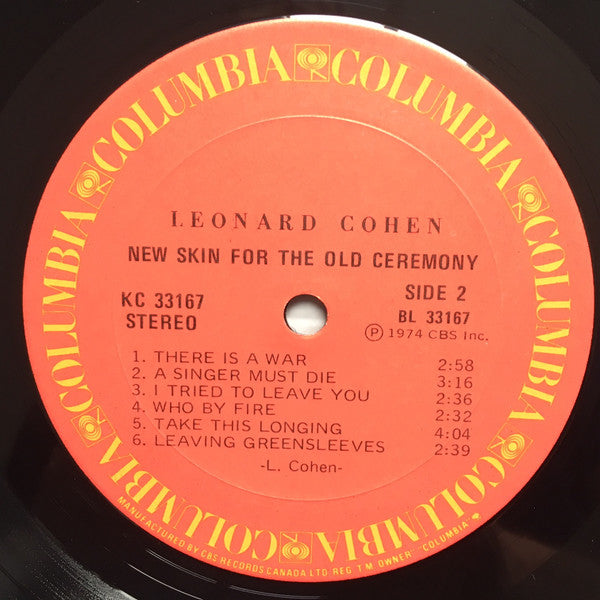 COLUMBIA COLUMBIA COLUMBIA COLUMBIA COLUMBIA COLUMBIA
LEONARD COHEN
NEW SKIN FOR THE OLD CEREMONY
KC 33167
STEREO
SIDE 2
BL 33167
Ⓟ 1974 CBS Inc.
1. THERE IS A WAR 2:58
2. A SINGER MUST DIE 3:16
3. I TRIED TO LEAVE YOU 2:36
4. WHO BY FIRE 2:32
5. TAKE THIS LONGING 4:04
6. LEAVING GREENSLEEVES 2:39
-L. Cohen-
MANUFACTURED BY CBS RECORDS CANADA LTD-REG T M OWNER-"COLUMBIA"